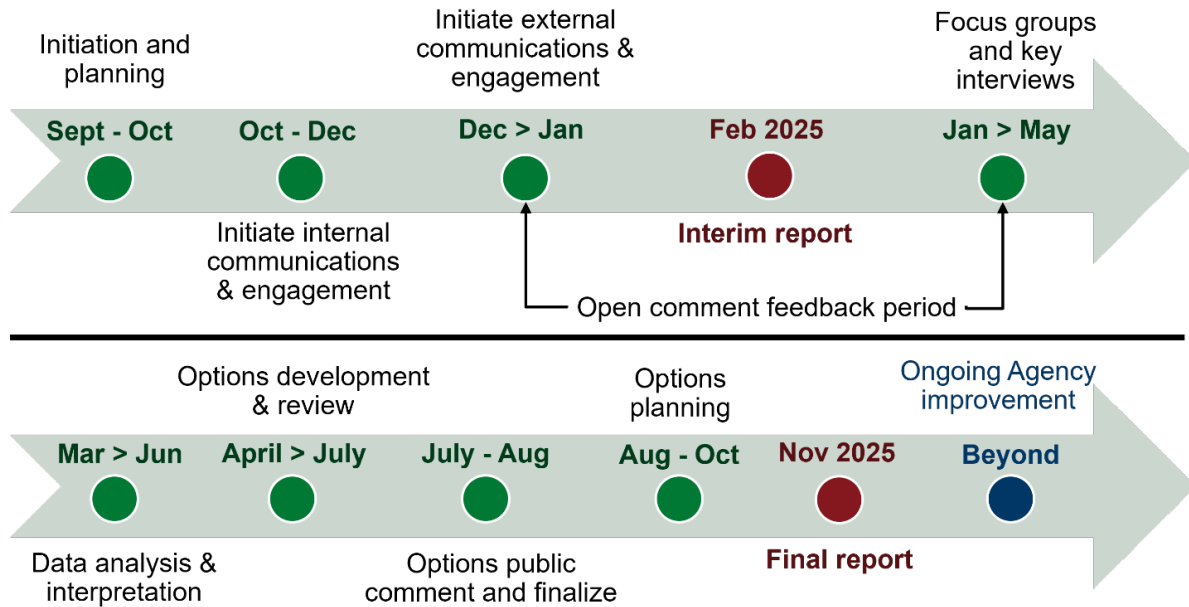 Initiation and
planning
Initiate external
communications &
engagement
Focus groups
and key
interviews
Sept - Oct
Oct - Dec
Dec > Jan
Feb 2025
Jan > May
Initiate internal
communications
& engagement
Interim report
Open comment feedback period
Options development
& review
Options
planning
Ongoing Agency
improvement
Mar > Jun
April > July
July - Aug
Aug - Oct
Nov 2025
Beyond
Data analysis &
interpretation
Options public
comment and finalize
Final report